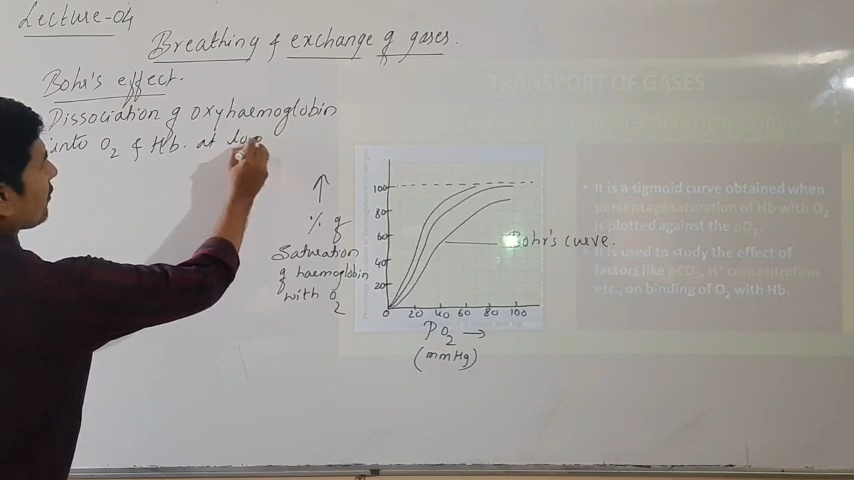 Lecture-04
Breathing & exchange of gases.
Bohr's effect.
Dissociation of oxyhaemoglobin
into O2 & Hb. at low
TRANSPORT OF GASES
↑
% of
Saturation
of haemoglobin
with O2
100
80
60
40
20
0 20 40 60 80 100
PO2 →
(mmHg)
Bohr's curve.
• It is a sigmoid curve obtained when
percentage saturation of Hb with O2
is plotted against the pO2.
• It is used to study the effect of
factors like pCO2, H+ concentration
etc., on binding of O2 with Hb.